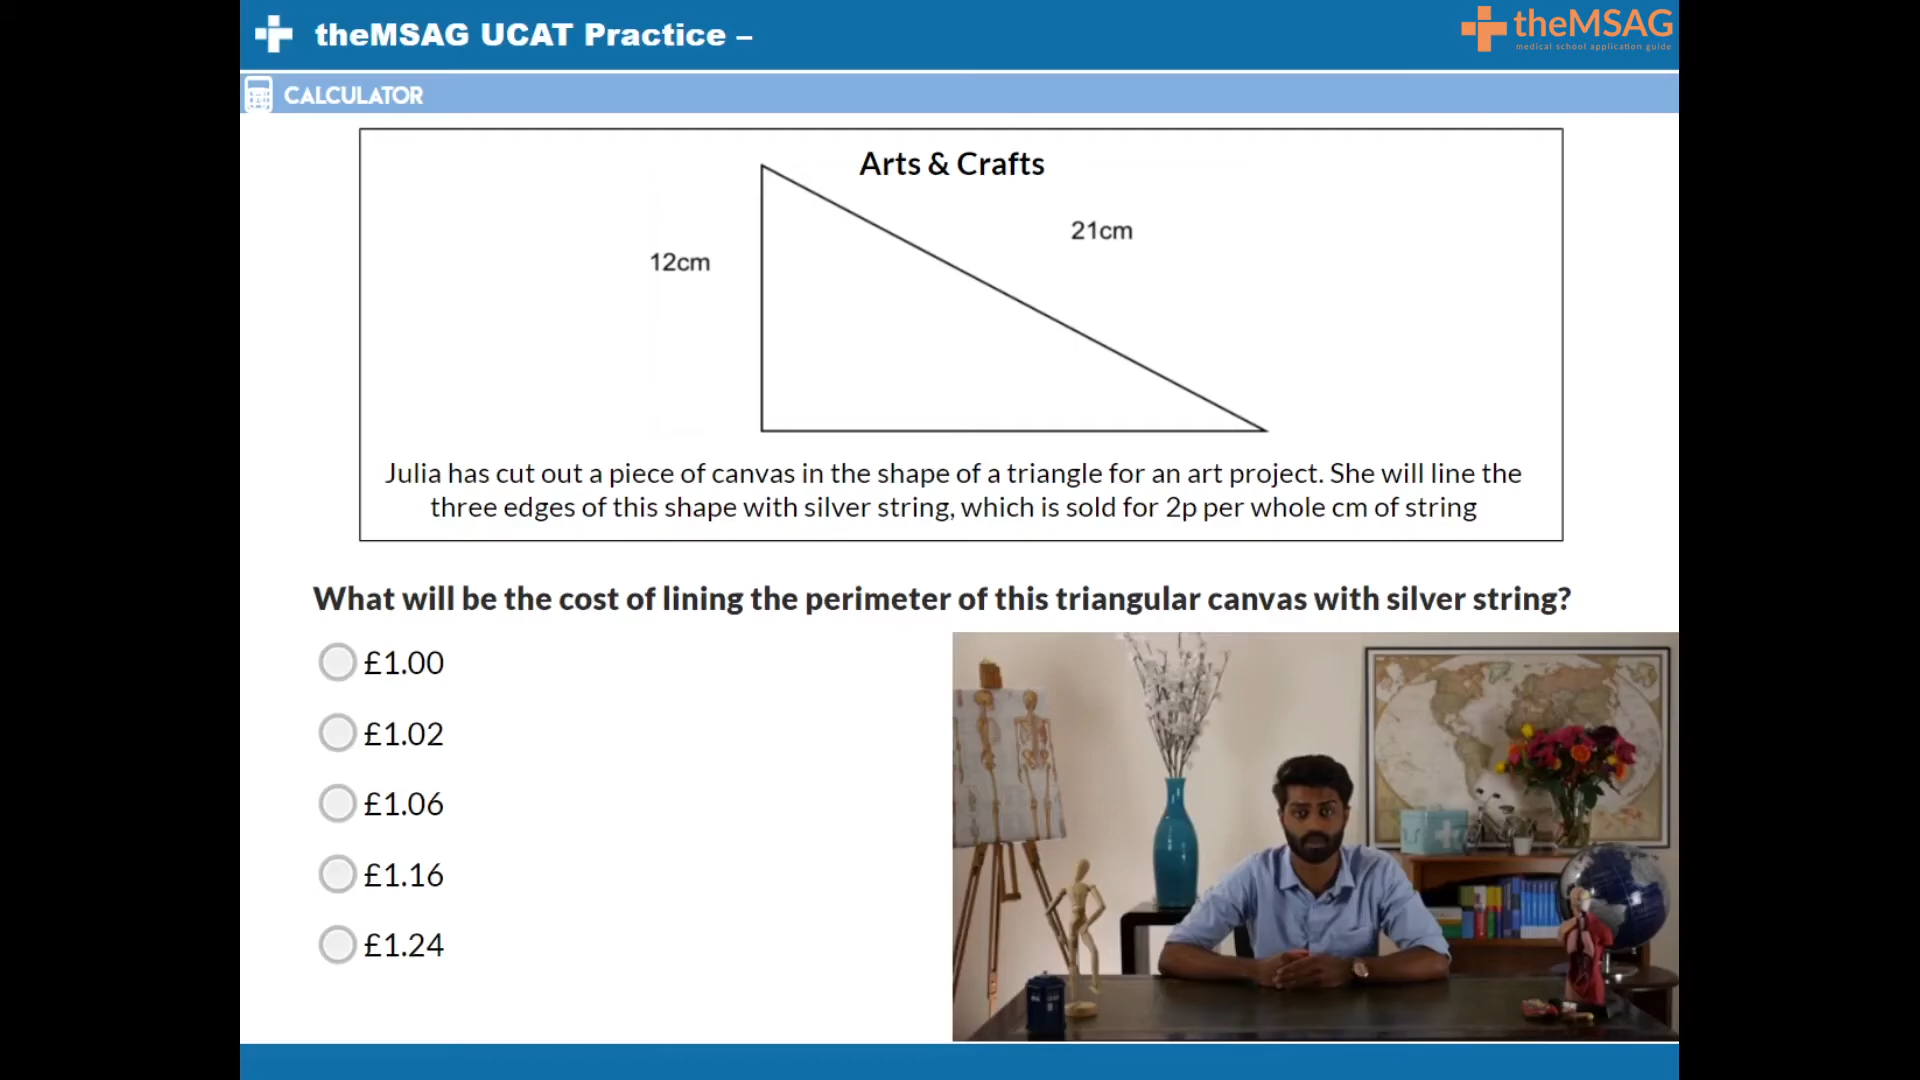 theMSAG UCAT Practice –
theMSAG
medical school application guide
CALCULATOR
Arts & Crafts
21cm
12cm
Julia has cut out a piece of canvas in the shape of a triangle for an art project. She will line the
three edges of this shape with silver string, which is sold for 2p per whole cm of string
What will be the cost of lining the perimeter of this triangular canvas with silver string?
£1.00
£1.02
£1.06
£1.16
£1.24